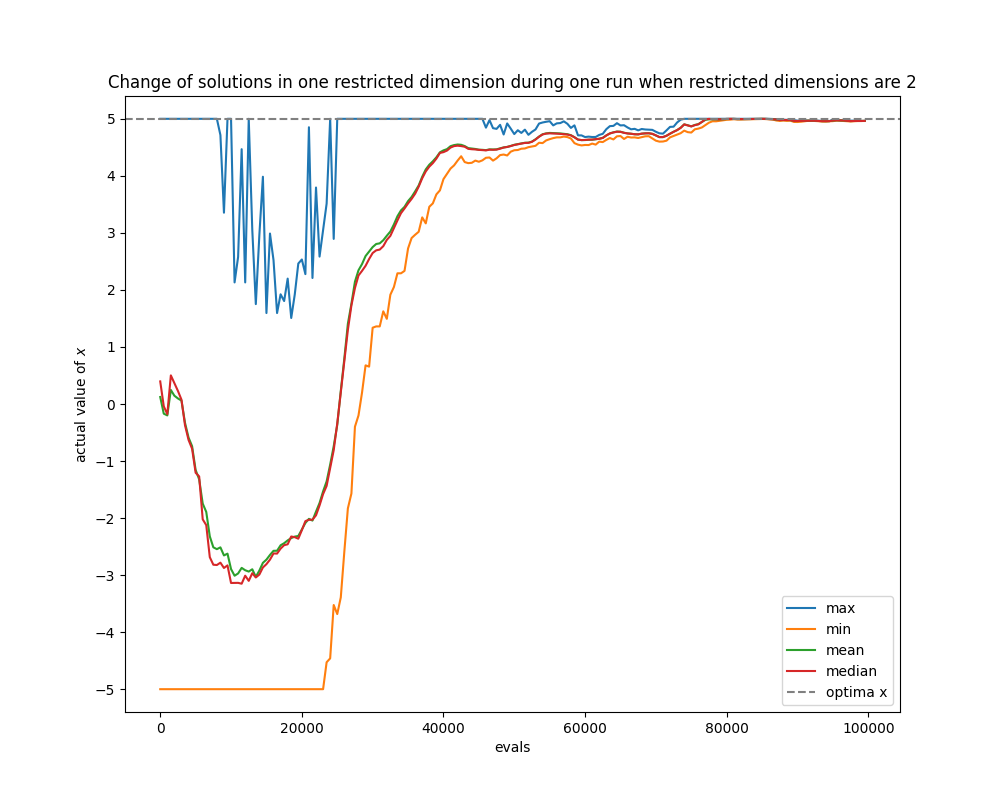 Change of solutions in one restricted dimension during one run when restricted dimensions are 2
5
4
3
2
1
0
−1
−2
−3
−4
−5
actual value of x
0
20000
40000
60000
80000
100000
evals
max
min
mean
median
optima x